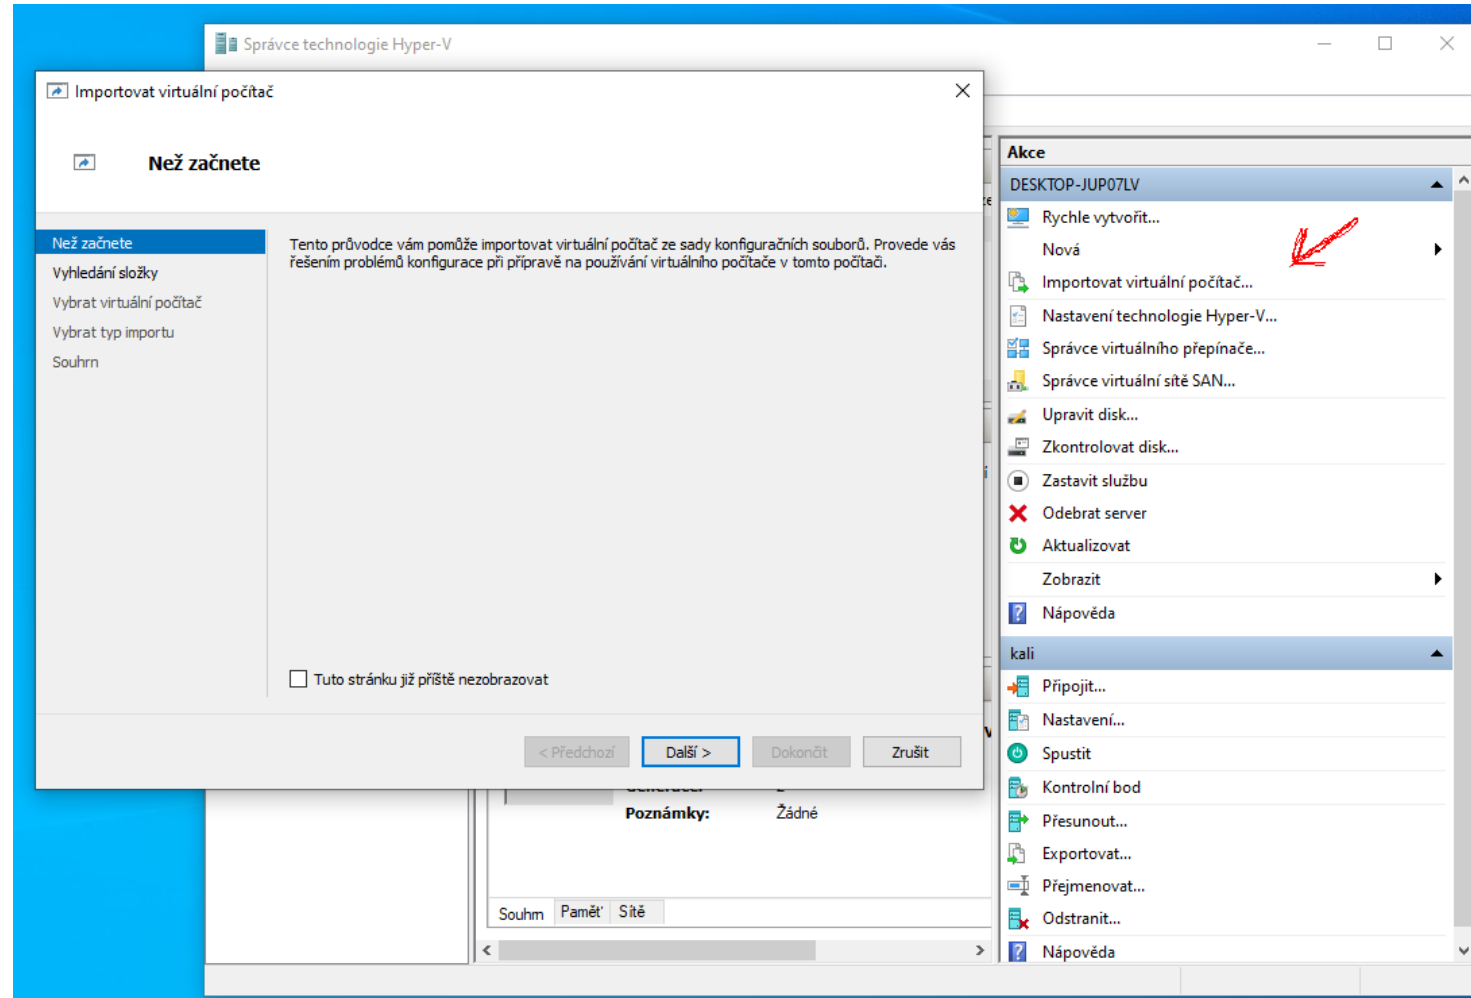 Správce technologie Hyper-V
Importovat virtuální počítač
Než začnete
Než začnete
Vyhledání složky
Vybrat virtuální počítač
Vybrat typ importu
Souhrn
Tento průvodce vám pomůže importovat virtuální počítač ze sady konfiguračních souborů. Provede vás
řešením problémů konfigurace při přípravě na používání virtuálního počítače v tomto počítači.
Tuto stránku již příště nezobrazovat
< Předchozí
Další >
Dokončit
Zrušit
Poznámky:
Žádné
Souhrn
Paměť
Sítě
Akce
DESKTOP-JUP07LV
Rychle vytvořit...
Nová
Importovat virtuální počítač...
Nastavení technologie Hyper-V...
Správce virtuálního přepínače...
Správce virtuální sítě SAN...
Upravit disk...
Zkontrolovat disk...
Zastavit službu
Odebrat server
Aktualizovat
Zobrazit
Nápověda
kali
Připojit...
Nastavení...
Spustit
Kontrolní bod
Přesunout...
Exportovat...
Přejmenovat...
Odstranit...
Nápověda